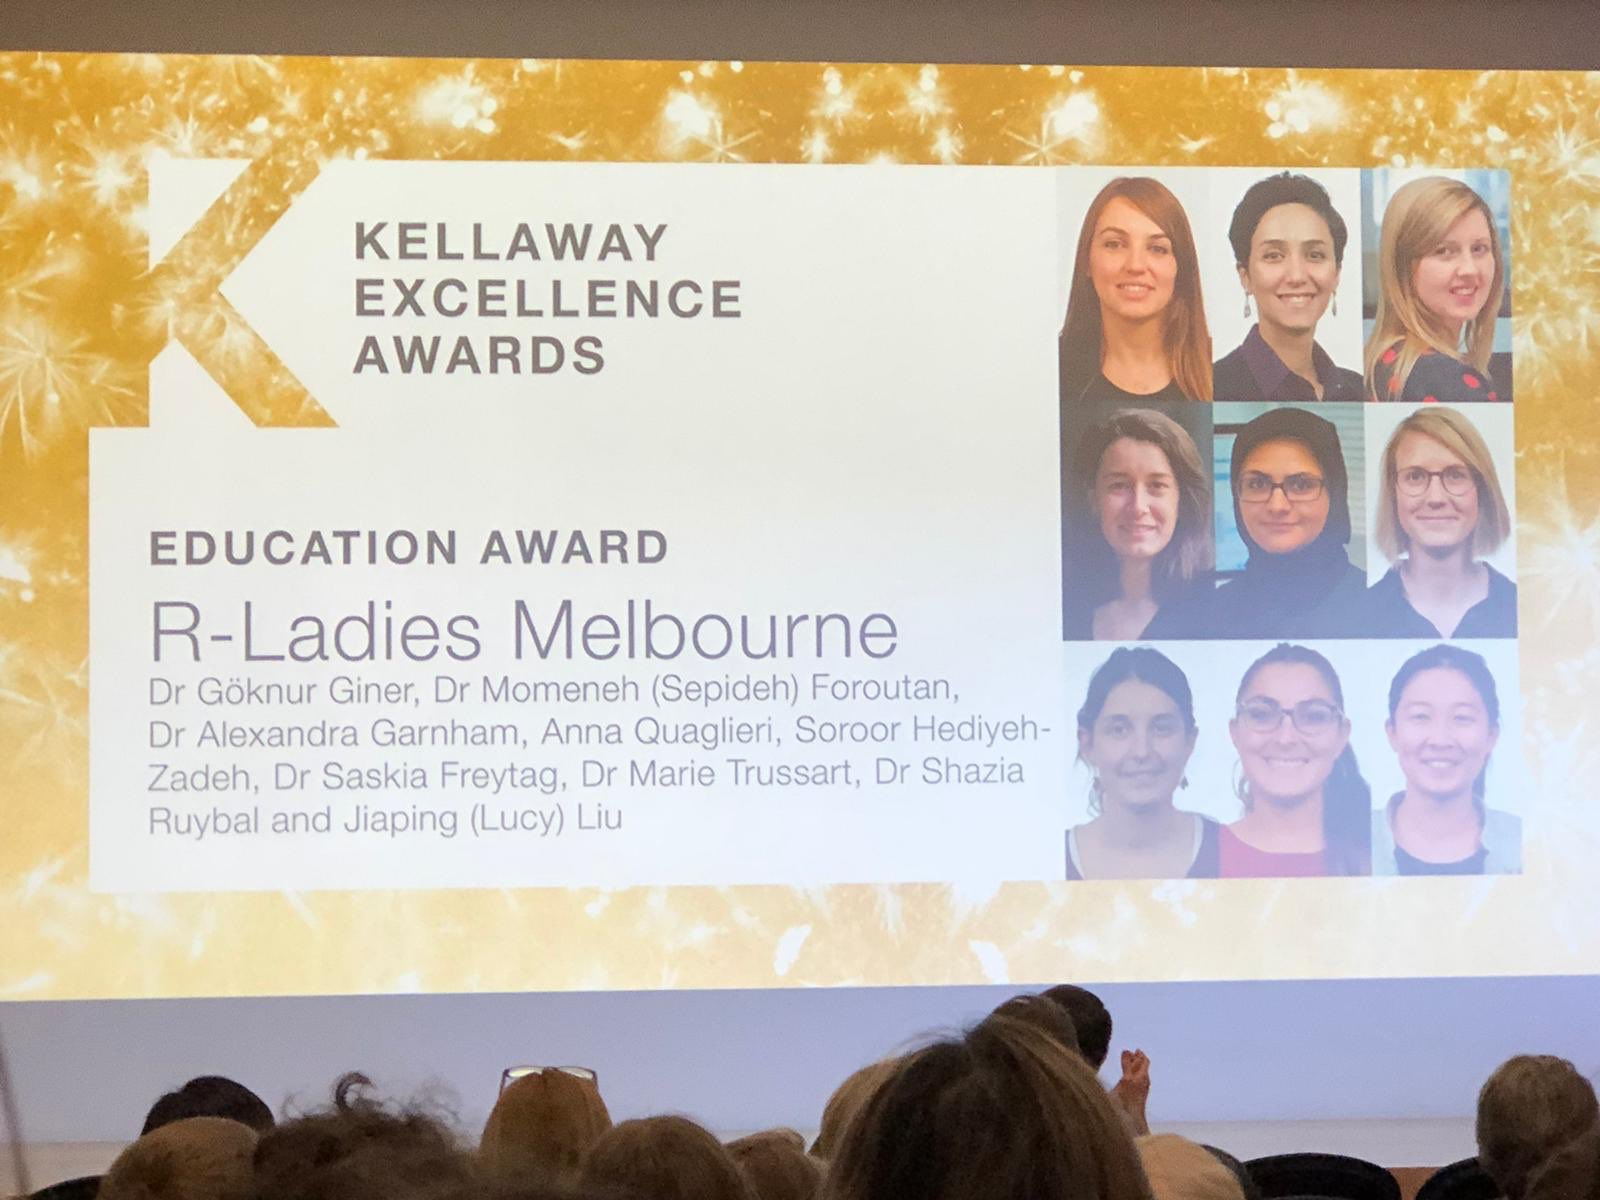 KELLAWAY
EXCELLENCE
AWARDS
EDUCATION AWARD
R-Ladies Melbourne
Dr Göknur Giner, Dr Momeneh (Sepideh) Foroutan,
Dr Alexandra Garnham, Anna Quaglieri, Soroor Hediyeh-
Zadeh, Dr Saskia Freytag, Dr Marie Trussart, Dr Shazia
Ruybal and Jiaping (Lucy) Liu